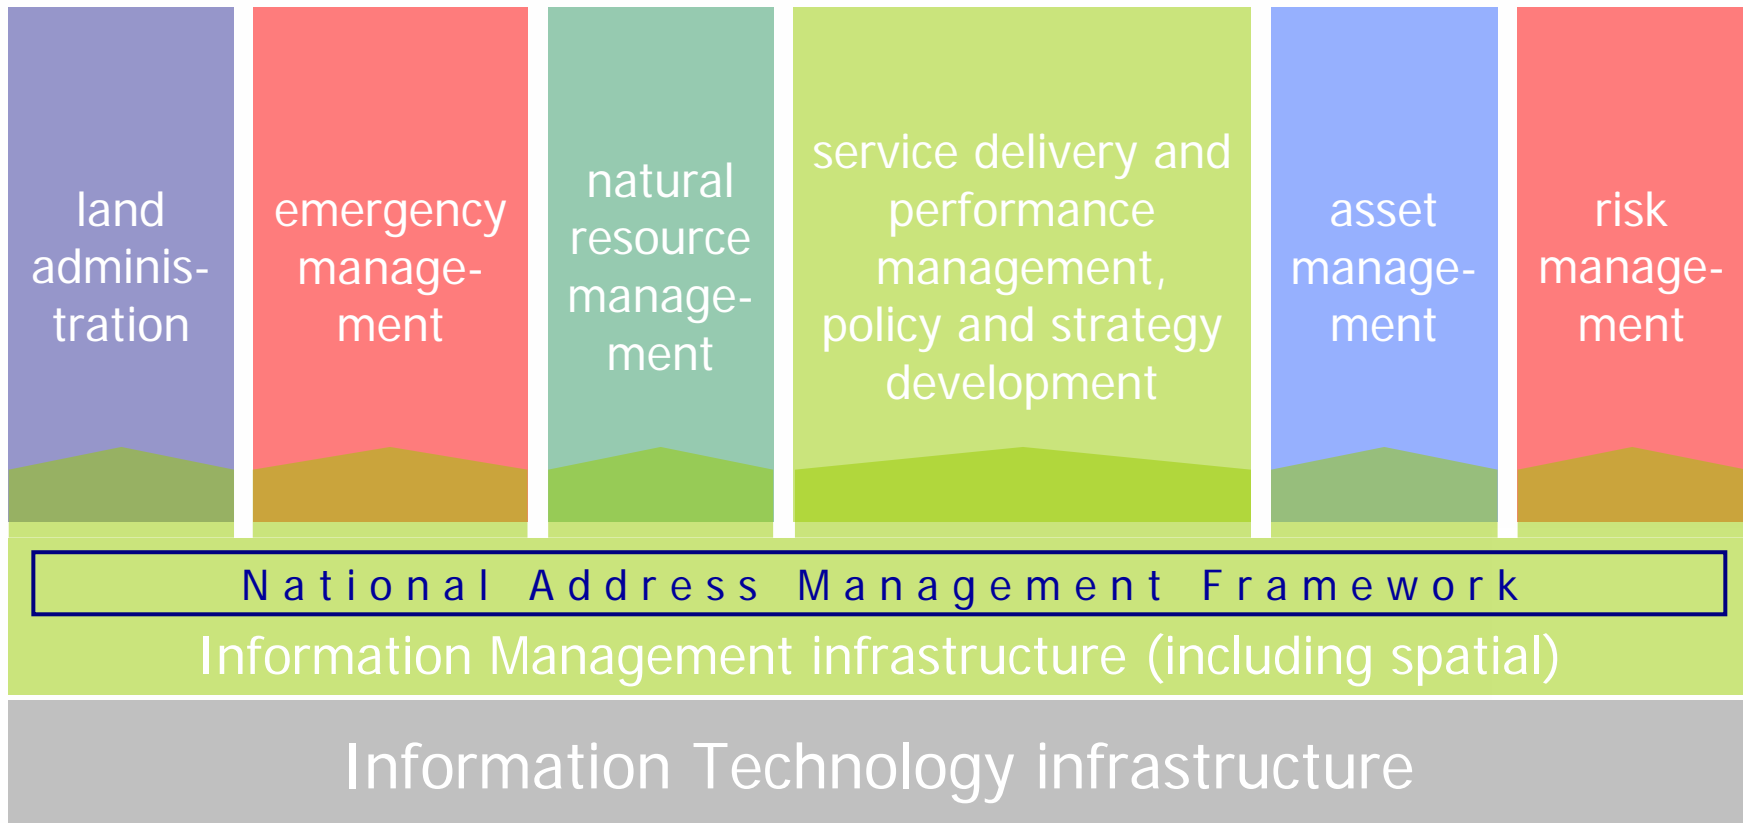 land
adminis-
tration
emergency
manage-
ment
natural
resource
manage-
ment
service delivery and
performance
management,
policy and strategy
development
asset
manage-
ment
risk
manage-
ment
National Address Management Framework
Information Management infrastructure (including spatial)
Information Technology infrastructure